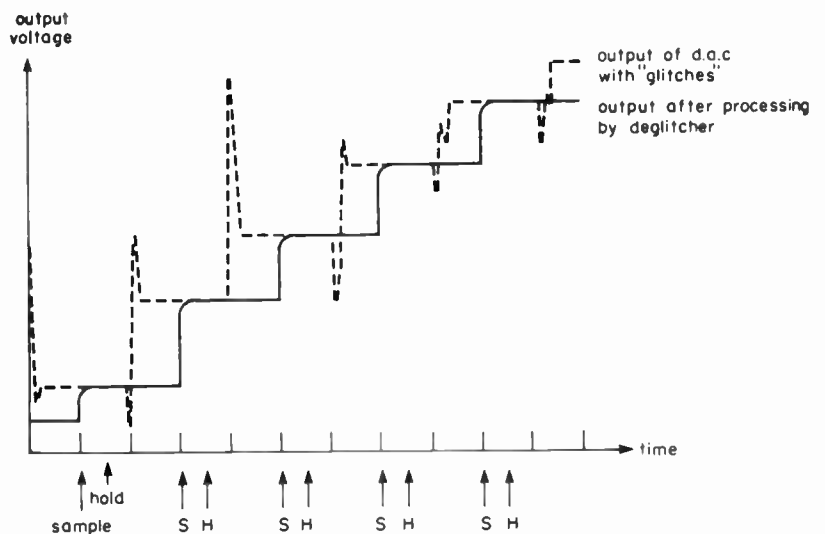 output
voltage
output of d.a.c
with "glitches"
output after processing
by deglitcher
time
hold
sample
S H
S H
S H
S H